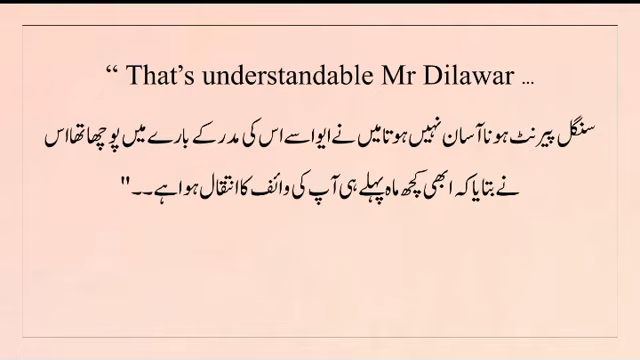 “ That’s understandable Mr Dilawar ...
سنگل پیرنٹ ہونا آسان نہیں ہوتا میں نے ایوا سے اس کی مدر کے بارے میں پوچھا تھا اس
نے بتایا کہ ابھی کچھ ماہ پہلے ہی آپ کی وائف کا انتقال ہوا ہے۔۔"